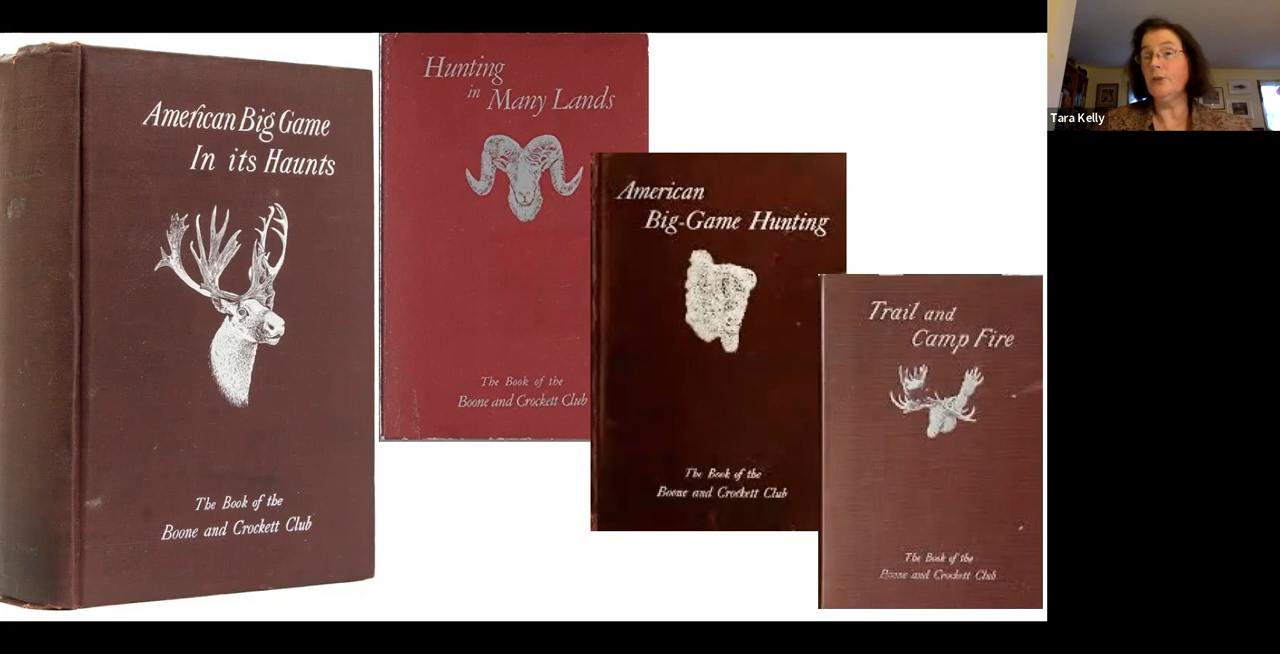 American Big Game
In its Haunts
The Book of the
Boone and Crockett Club
Hunting
in Many Lands
The Book of the
Boone and Crockett Club
American
Big-Game Hunting
The Book of the
Boone and Crockett Club
Trail and
Camp Fire
The Book of the
Boone and Crockett Club
Tara Kelly